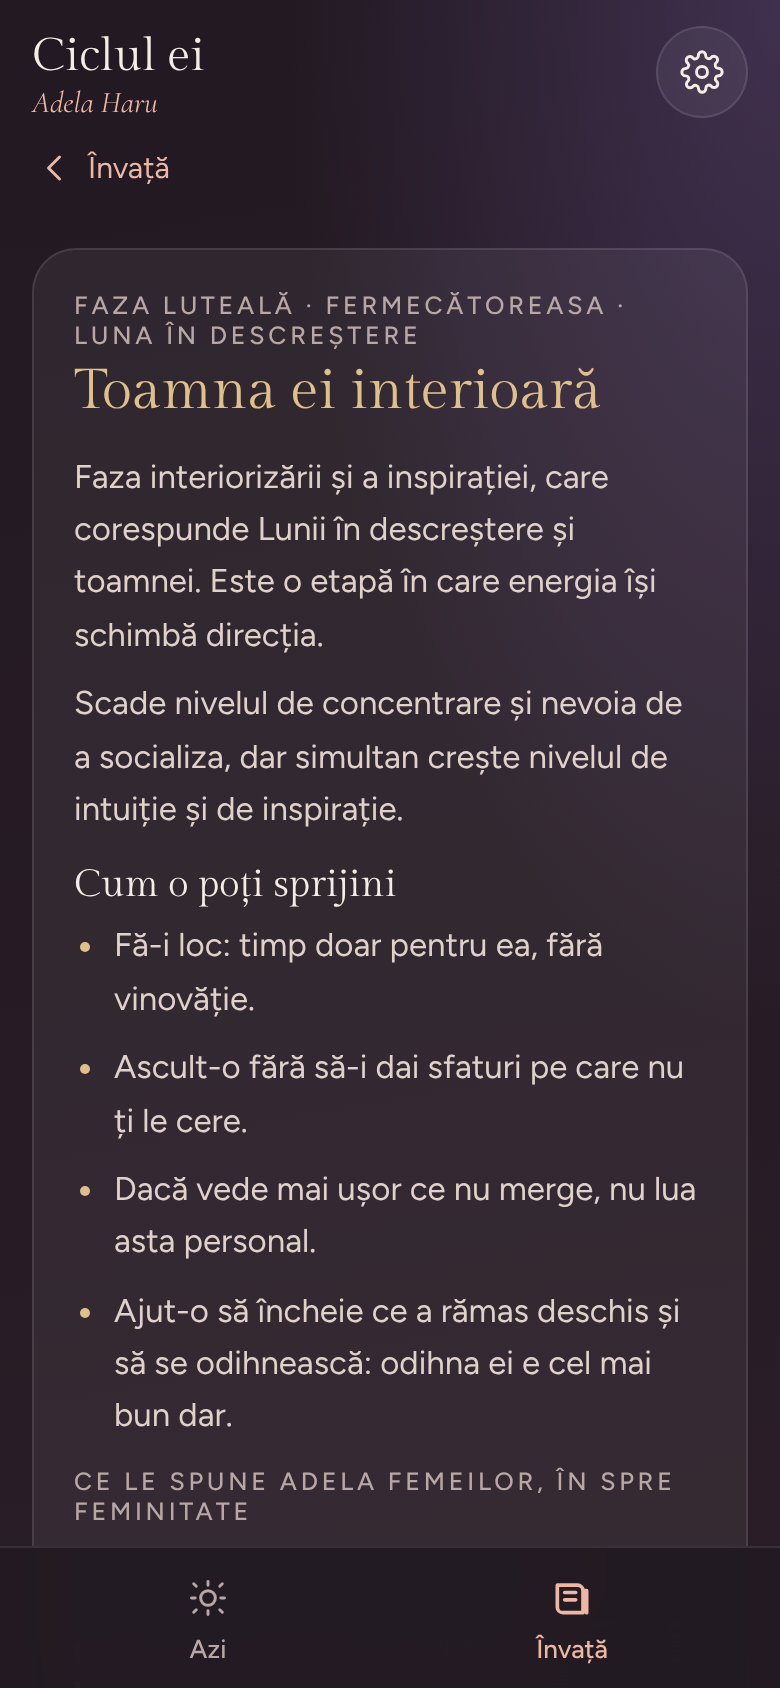 Ciclul ei
Adela Haru
Învață
FAZA LUTEALĂ · FERMECĂTOREASA ·
LUNA ÎN DESCREȘTERE
Toamna ei interioară
Faza interiorizării și a inspirației, care
corespunde Lunii în descreștere și
toamnei. Este o etapă în care energia își
schimbă direcția.
Scade nivelul de concentrare și nevoia de
a socializa, dar simultan crește nivelul de
intuiție și de inspirație.
Cum o poți sprijini
• Fă-i loc: timp doar pentru ea, fără
vinovăție.
• Ascult-o fără să-i dai sfaturi pe care nu
ți le cere.
• Dacă vede mai ușor ce nu merge, nu lua
asta personal.
• Ajut-o să încheie ce a rămas deschis și
să se odihnească: odihna ei e cel mai
bun dar.
CE LE SPUNE ADELA FEMEILOR, ÎN SPRE
FEMINITATE
Azi
Învață